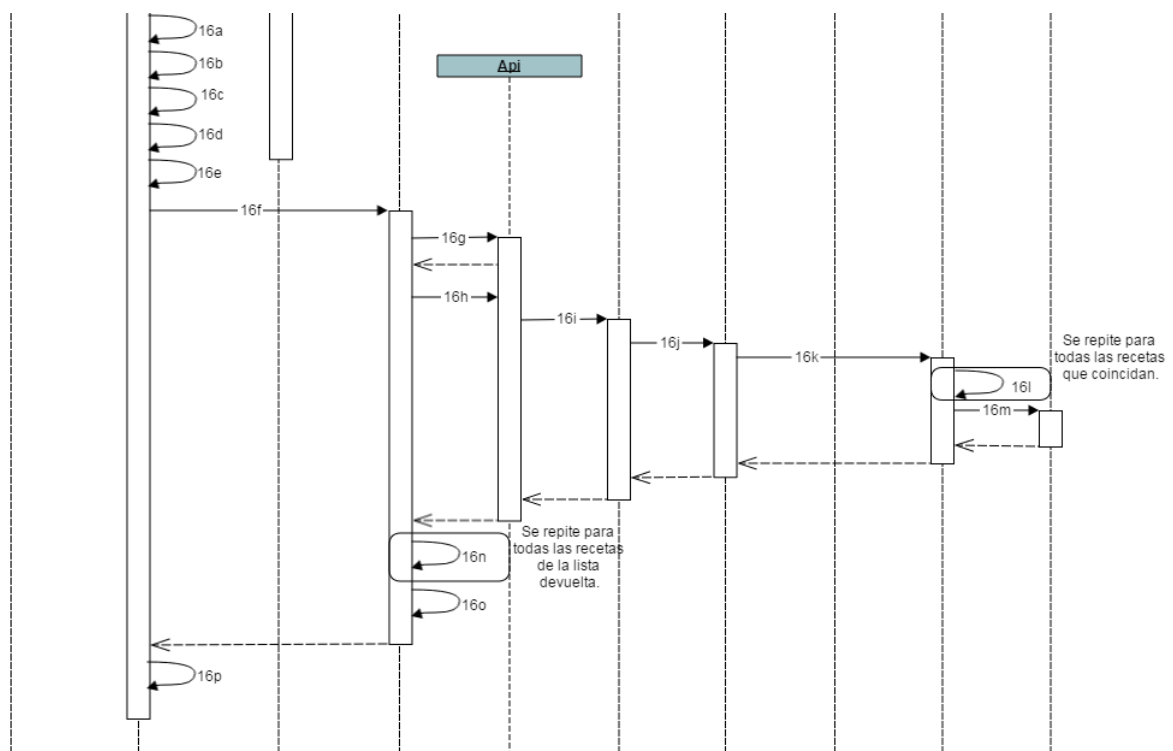 16a
16b
Api
16c
16d
16e
16f
16g
16h
16i
16j
16k
Se repite para
todas las recetas
que coincidan.
16l
16m
Se repite para
todas las recetas
de la lista
devuelta.
16n
16o
16p